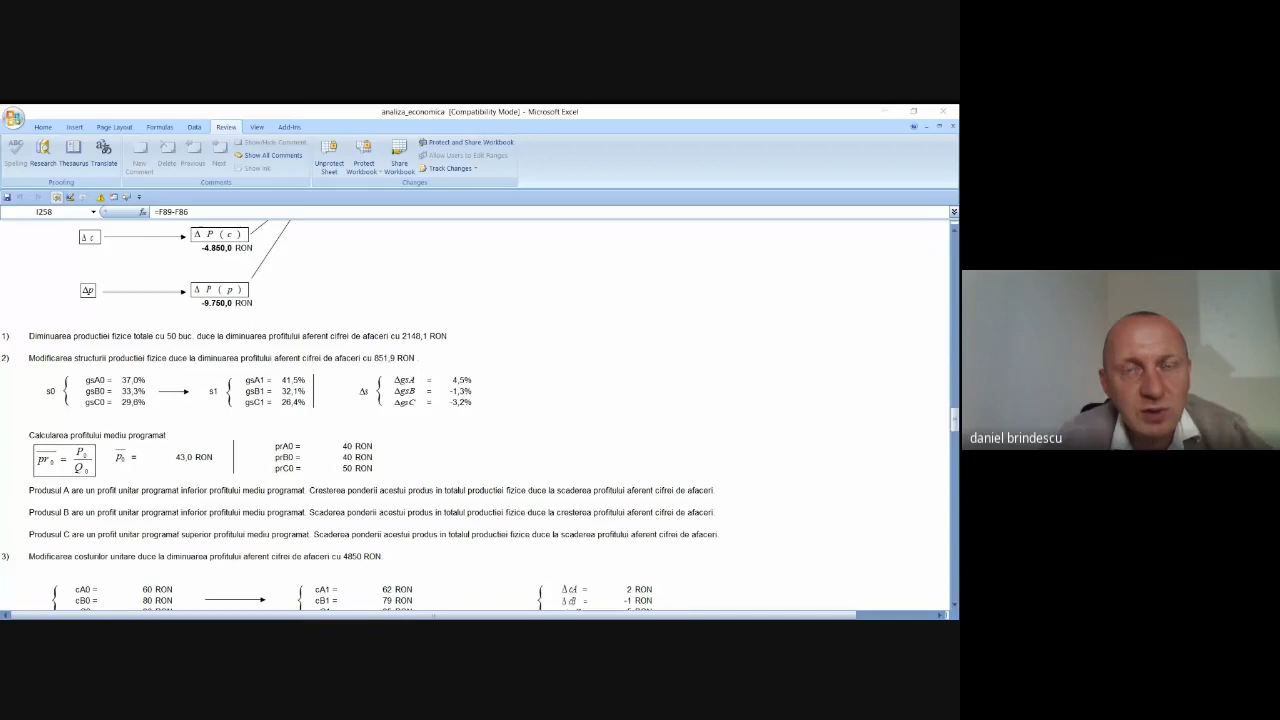 analiza_economica [Compatibility Mode] - Microsoft Excel
Home Insert Page Layout Formulas Data Review View Add-Ins
Spelling Research Thesaurus Translate
Proofing
New Comment Delete Previous Next
Show/Hide Comment
Show All Comments
Show Ink
Comments
Unprotect Sheet Protect Workbook Share Workbook
Protect and Share Workbook
Allow Users to Edit Ranges
Track Changes
Changes
I258 fx =F89-F86
Δ c Δ P ( c )
-4.850,0 RON
Δp Δ P ( p )
-9.750,0 RON
1) Diminuarea productiei fizice totale cu 50 buc. duce la diminuarea profitului aferent cifrei de afaceri cu 2148,1 RON
2) Modificarea structurii productiei fizice duce la diminuarea profitului aferent cifrei de afaceri cu 851,9 RON .
gsA0 = 37,0% gsA1 = 41,5% ΔgsA = 4,5%
s0 gsB0 = 33,3% s1 gsB1 = 32,1% Δs ΔgsB = -1,3%
gsC0 = 29,6% gsC1 = 26,4% ΔgsC = -3,2%
Calcularea profitului mediu programat
prA0 = 40 RON
pr0 = P0 / Q0 p0 = 43,0 RON prB0 = 40 RON
prC0 = 50 RON
Produsul A are un profit unitar programat inferior profitului mediu programat. Cresterea ponderii acestui produs in totalul productiei fizice duce la scaderea profitului aferent cifrei de afaceri.
Produsul B are un profit unitar programat inferior profitului mediu programat. Scaderea ponderii acestui produs in totalul productiei fizice duce la cresterea profitului aferent cifrei de afaceri.
Produsul C are un profit unitar programat superior profitului mediu programat. Scaderea ponderii acestui produs in totalul productiei fizice duce la scaderea profitului aferent cifrei de afaceri.
3) Modificarea costurilor unitare duce la diminuarea profitului aferent cifrei de afaceri cu 4850 RON.
cA0 = 60 RON cA1 = 62 RON Δ cA = 2 RON
cB0 = 80 RON cB1 = 79 RON = -1 RON
daniel brindescu